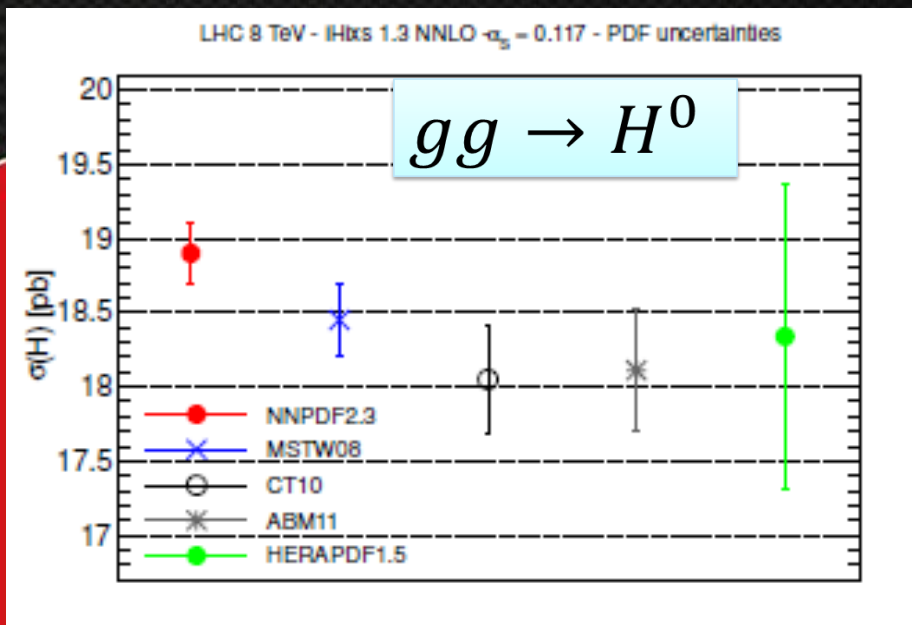 LHC 8 TeV - iHixs 1.3 NNLO -α_S = 0.117 - PDF uncertainties
gg → H⁰
σ(H) [pb]
20
19.5
19
18.5
18
17.5
17
NNPDF2.3
MSTW08
CT10
ABM11
HERAPDF1.5